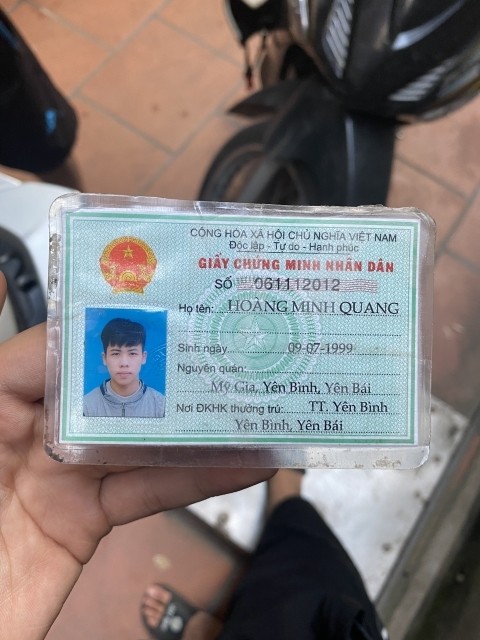 CỘNG HÒA XÃ HỘI CHỦ NGHĨA VIỆT NAM
Độc lập - Tự do - Hạnh phúc
GIẤY CHỨNG MINH NHÂN DÂN
SỐ 061112012
Họ tên: HOÀNG MINH QUANG
Sinh ngày 09-07-1999
Nguyên quán:
Mỹ Gia, Yên Bình, Yên Bái
Nơi ĐKHK thường trú: TT. Yên Bình
Yên Bình, Yên Bái